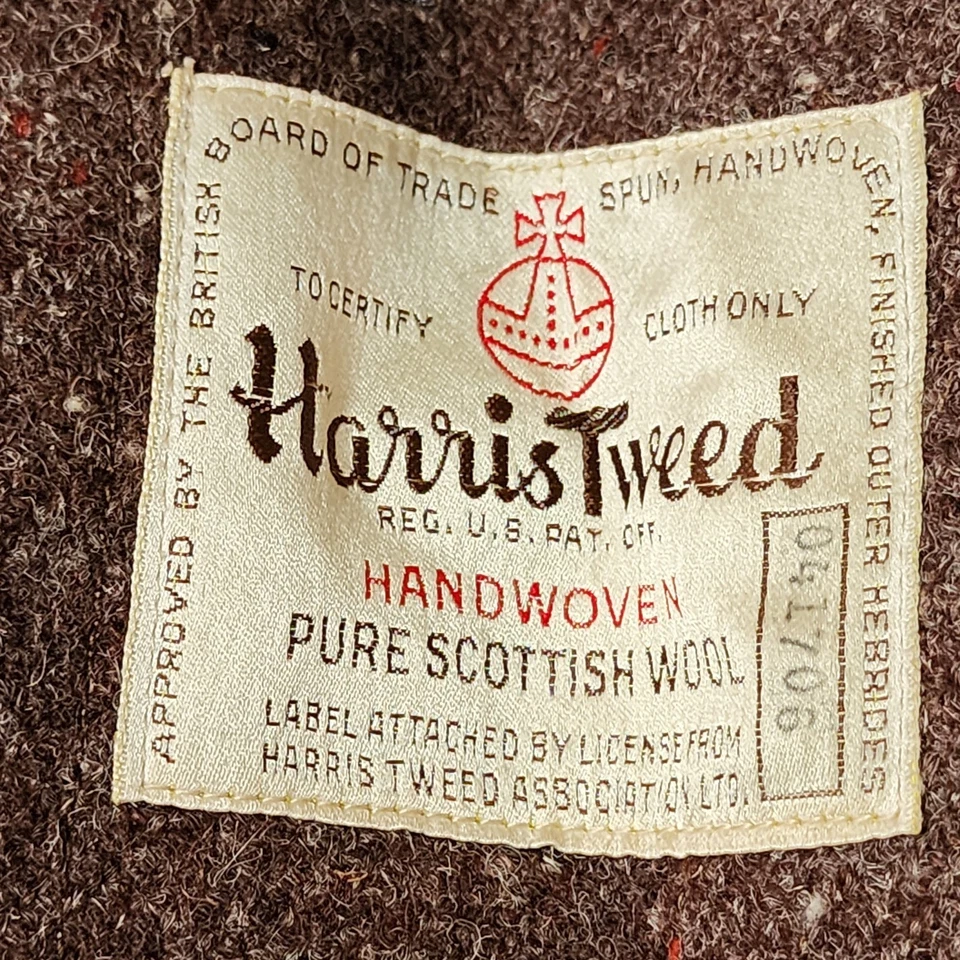 APPROVED BY THE BRITISH BOARD OF TRADE
SPUN, HANDWOVEN, FINISHED OUTER HEBRIDES
TO CERTIFY
CLOTH ONLY
Harris Tweed
REG. U.S. PAT. OFF.
HANDWOVEN
PURE SCOTTISH WOOL
LABEL ATTACHED BY LICENSE FROM
HARRIS TWEED ASSOCIATION LTD.